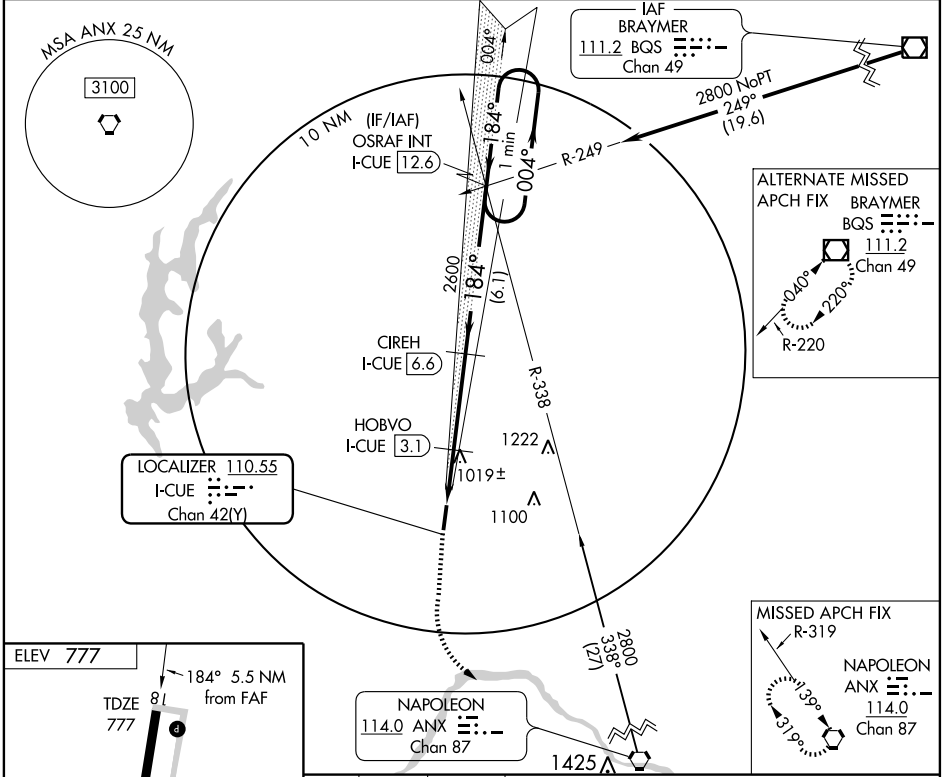 MSA ANX 25 NM
3100
IAF
BRAYMER
111.2 BQS
Chan 49
2800 NoPT
249°
(19.6)
R-249
10 NM
(IF/IAF)
OSRAF INT
I-CUE 12.6
004°
184°
1 min
004°
2600
184°
(6.1)
CIREH
I-CUE 6.6
HOBVO
I-CUE 3.1
1019±
1222
1100
R-338
LOCALIZER 110.55
I-CUE
Chan 42(Y)
ALTERNATE MISSED
APCH FIX
BRAYMER
BQS
111.2
Chan 49
040°
220°
R-220
2800
338°
(27)
NAPOLEON
114.0 ANX
Chan 87
1425
MISSED APCH FIX
R-319
NAPOLEON
ANX
114.0
Chan 87
139°
319°
ELEV 777
184° 5.5 NM
from FAF
TDZE
777
18
P